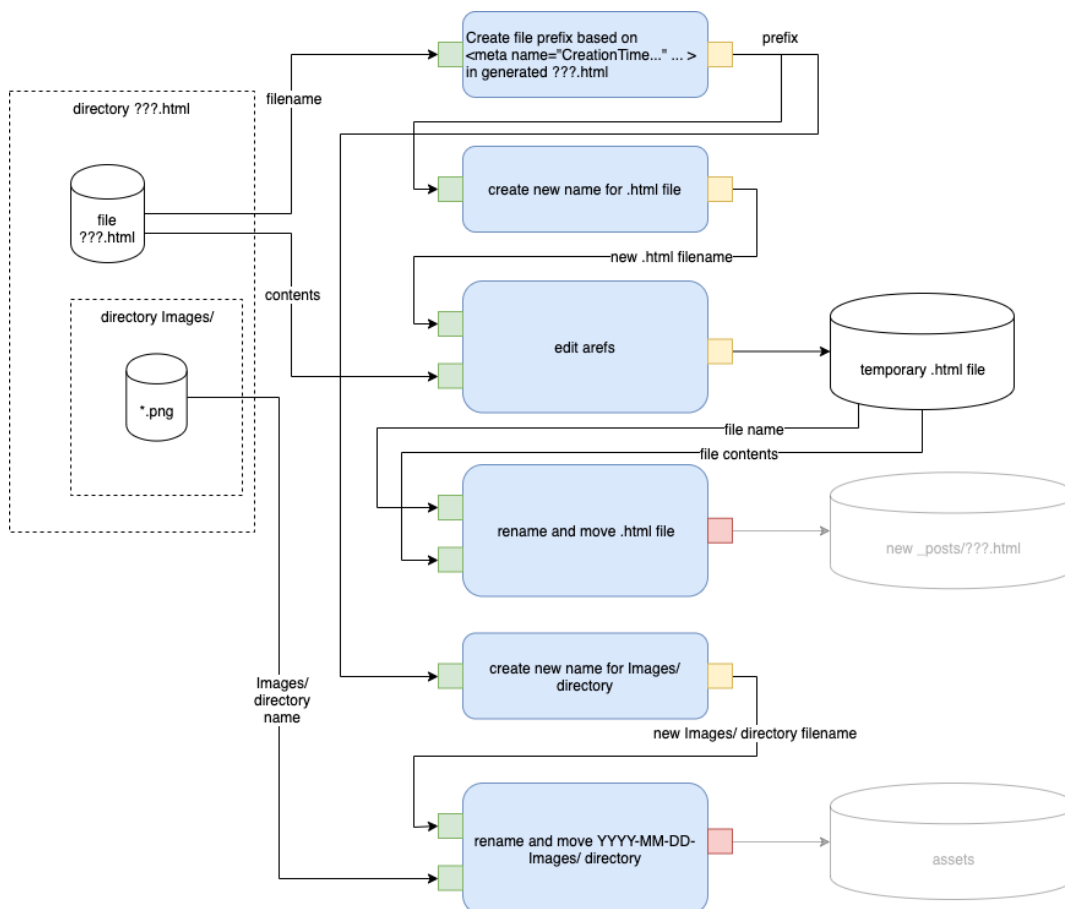 Create file prefix based on
<meta name="CreationTime..." ... >
in generated ???.html
prefix
filename
directory ???.html
file
???.html
create new name for .html file
new .html filename
contents
directory Images/
*.png
edit arefs
temporary .html file
file name
file contents
rename and move .html file
new _posts/???.html
Images/
directory
name
create new name for Images/
directory
new Images/ directory filename
rename and move YYYY-MM-DD-
Images/ directory
assets